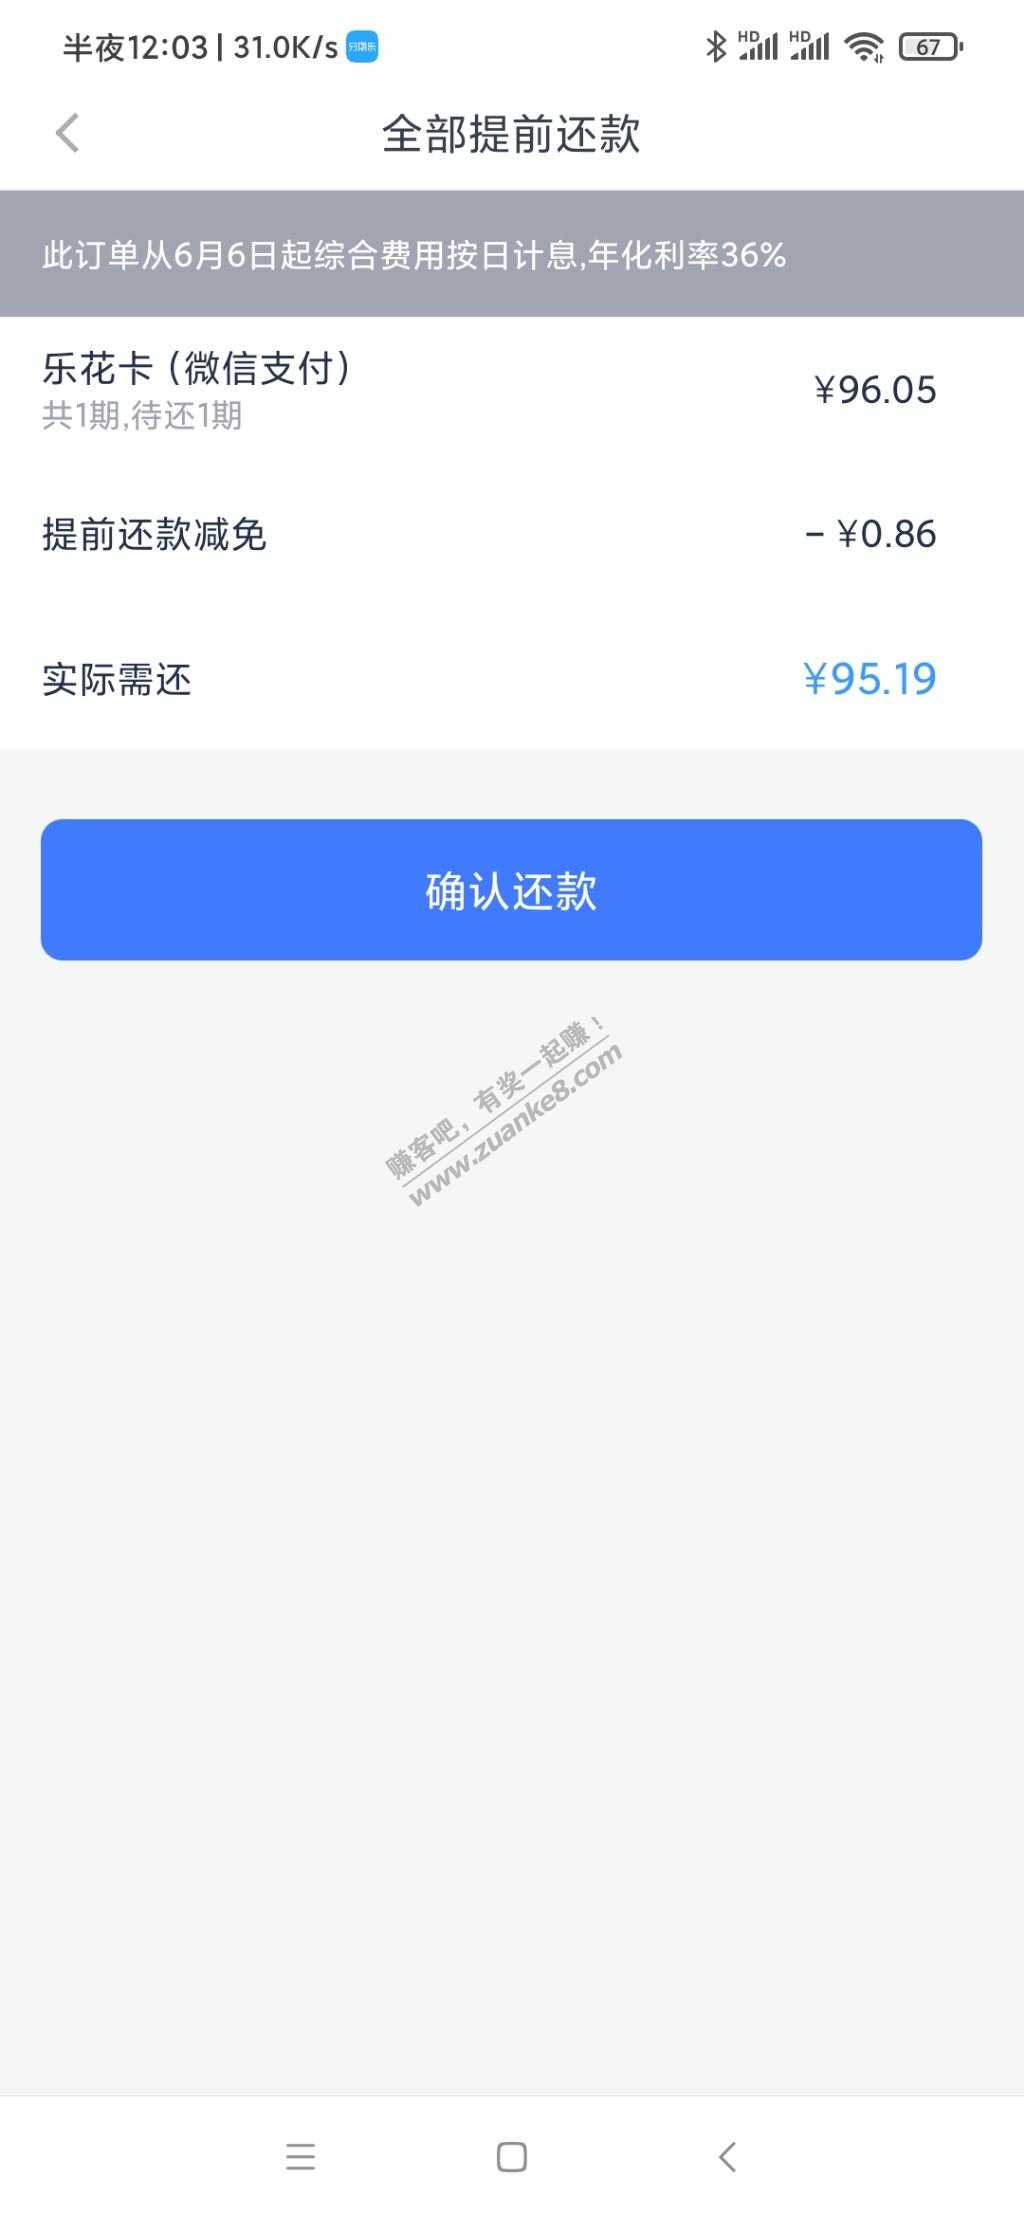 半夜12:03 | 31.0K/s 分期乐
HD HD 67
全部提前还款
此订单从6月6日起综合费用按日计息,年化利率36%
乐花卡 (微信支付)
¥96.05
共1期,待还1期
提前还款减免
- ¥0.86
实际需还
¥95.19
确认还款
赚客吧，有奖一起赚！
www.zuanke8.com